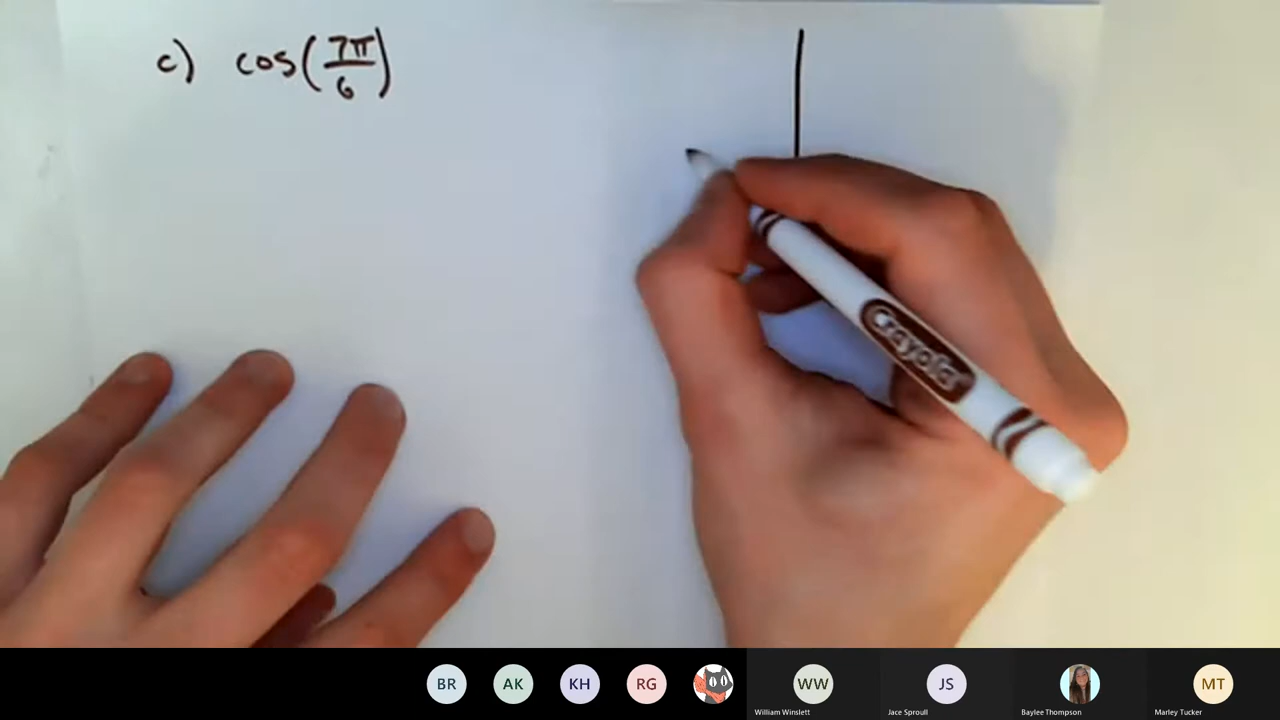 c) cos(7π/6)
crayola
BR
AK
KH
RG
WW
JS
MT
William Winslett
Jace Sproull
Baylee Thompson
Marley Tucker